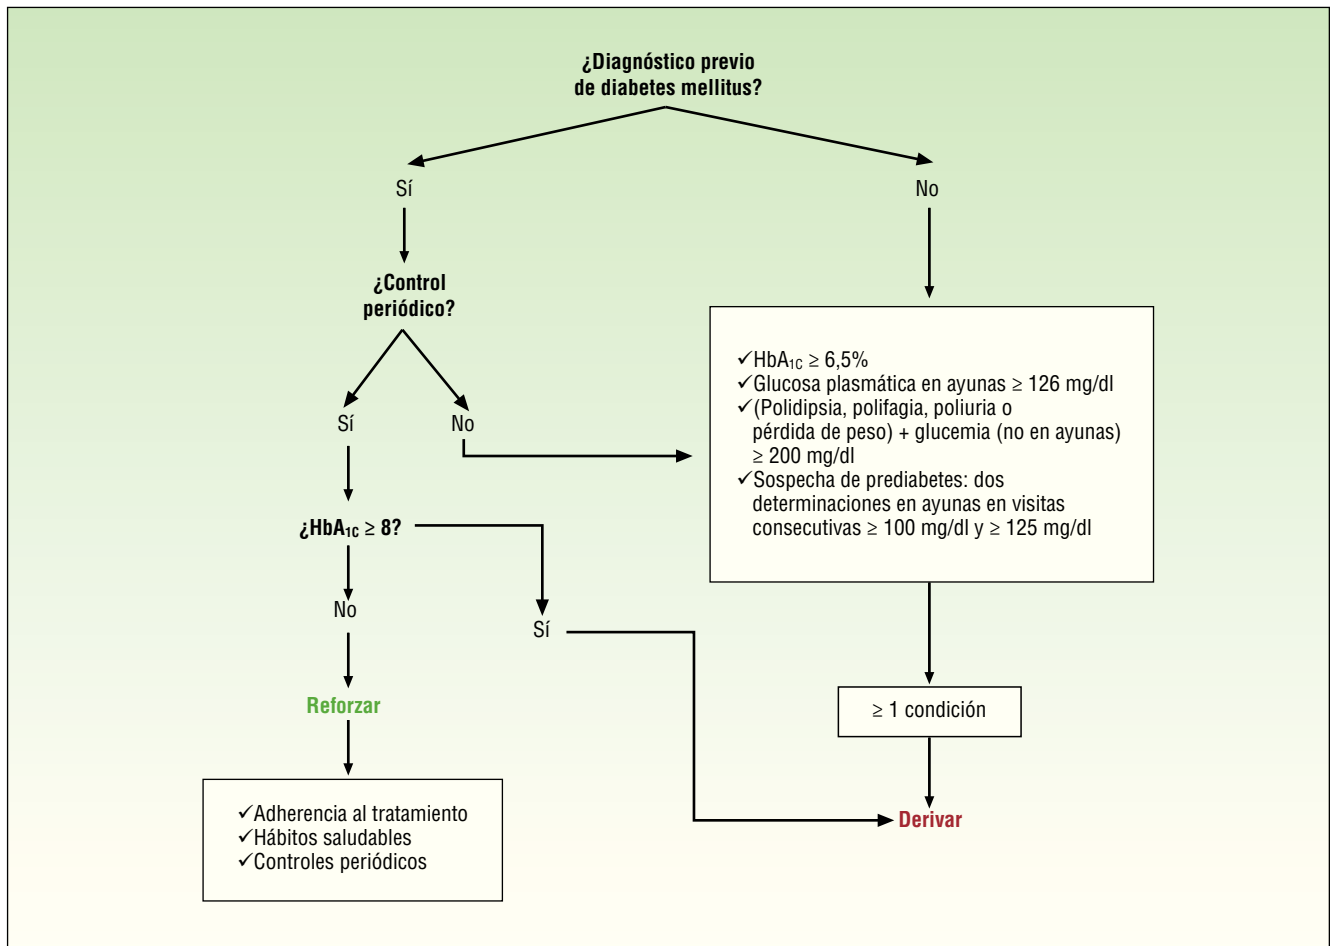 ¿Diagnóstico previo
de diabetes mellitus?
Sí
No
¿Control
periódico?
Sí
No
✓HbA1C ≥ 6,5%
✓Glucosa plasmática en ayunas ≥ 126 mg/dl
✓(Polidipsia, polifagia, poliuria o
pérdida de peso) + glucemia (no en ayunas)
≥ 200 mg/dl
✓Sospecha de prediabetes: dos
determinaciones en ayunas en visitas
consecutivas ≥ 100 mg/dl y ≥ 125 mg/dl
¿HbA1C ≥ 8?
No
Sí
Reforzar
≥ 1 condición
✓Adherencia al tratamiento
✓Hábitos saludables
✓Controles periódicos
Derivar